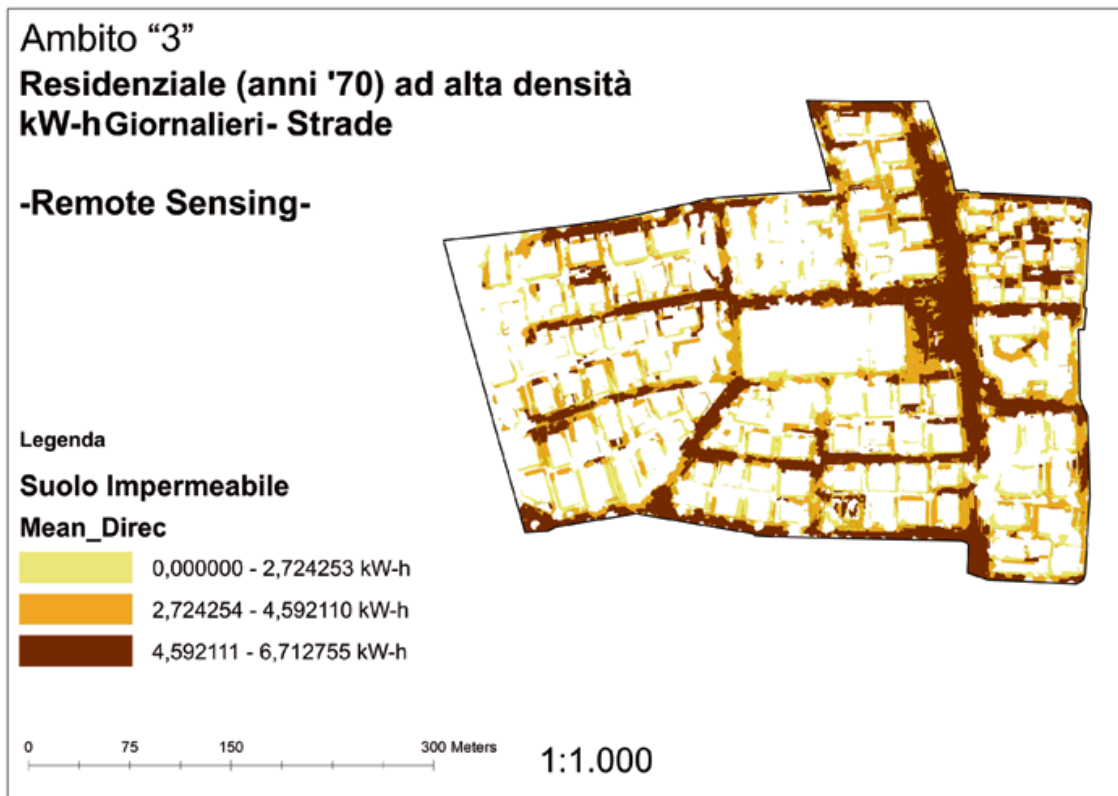 Ambito “3”
Residenziale (anni '70) ad alta densità
kW-h Giornalieri- Strade
-Remote Sensing-
Legenda
Suolo Impermeabile
Mean_Direc
0,000000 - 2,724253 kW-h
2,724254 - 4,592110 kW-h
4,592111 - 6,712755 kW-h
0 75 150 300 Meters
1:1.000